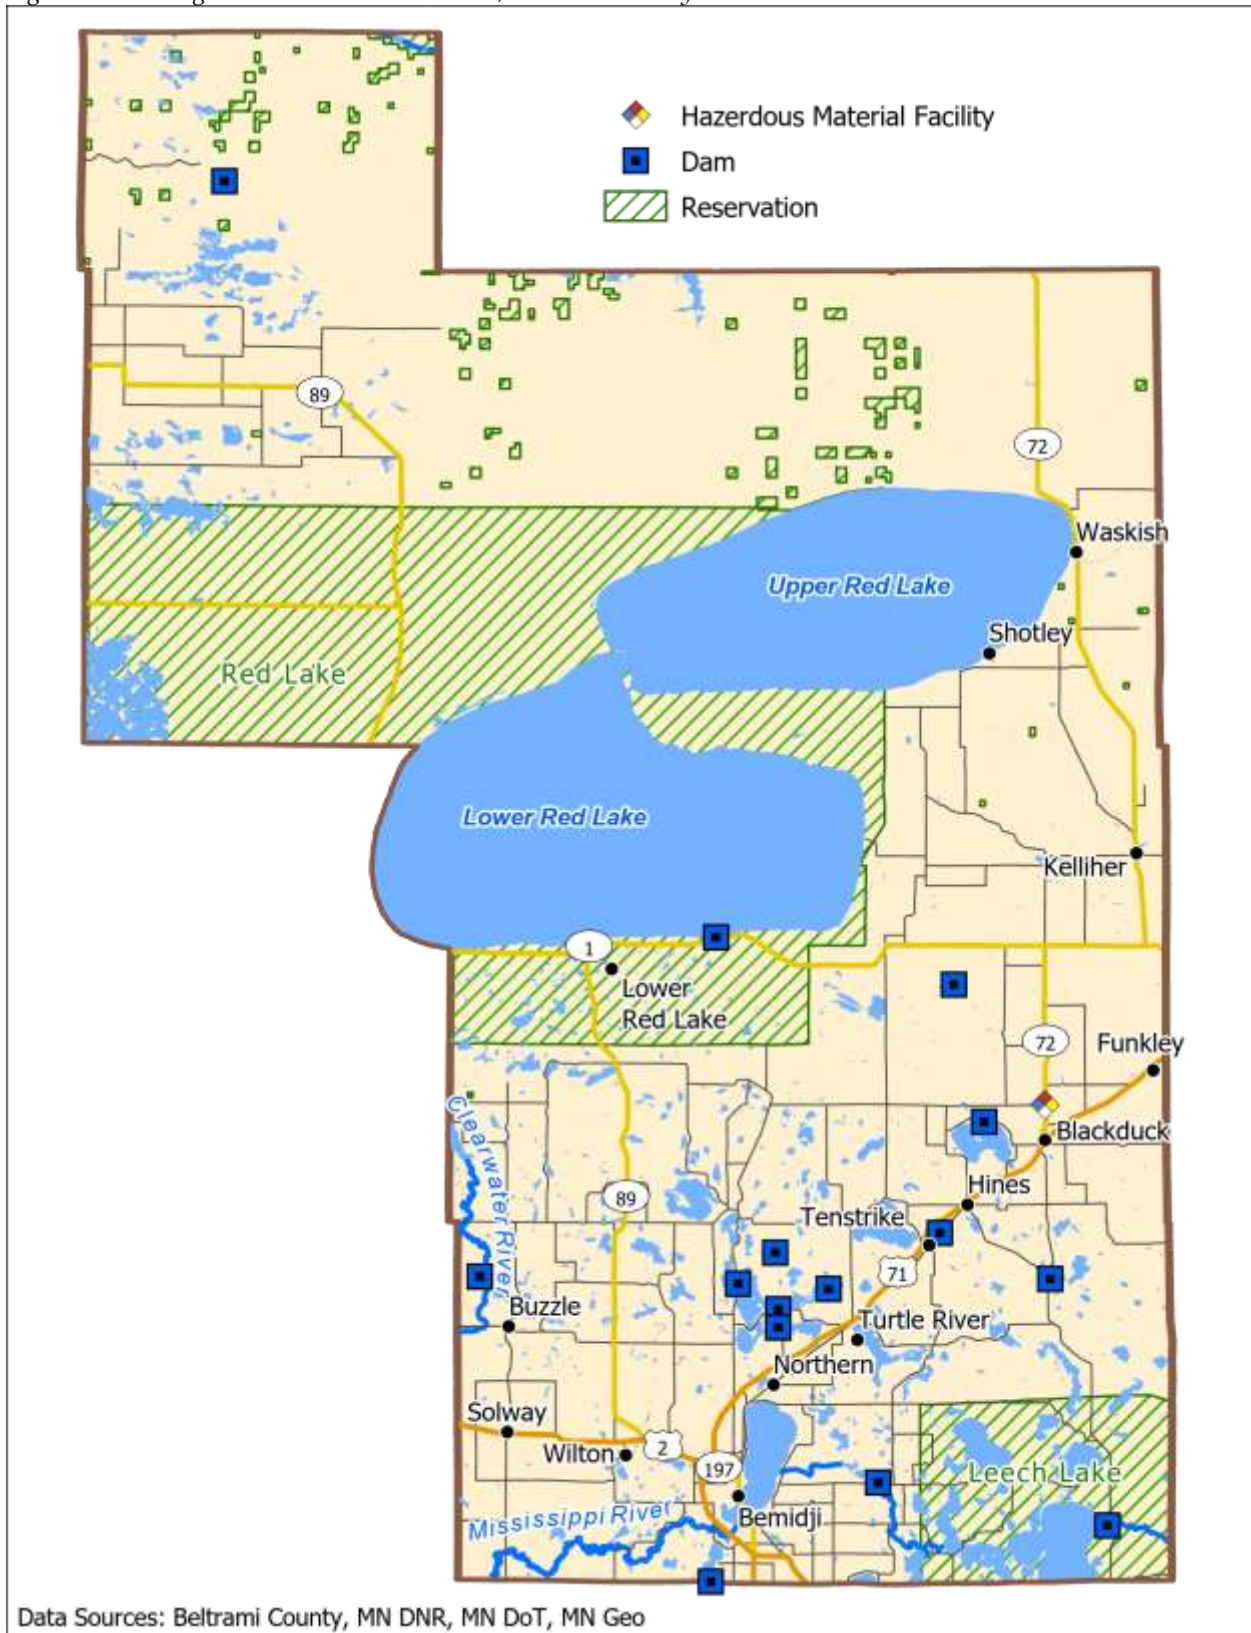 Hazerdous Material Facility
Dam
Reservation
89
72
Waskish
Upper Red Lake
Shotley
Red Lake
Lower Red Lake
Kelliher
1
Lower
Red Lake
72
Funkley
Clearwater River
Blackduck
Hines
89
Tenstrike
71
Buzzle
Turtle River
Northern
Solway
Wilton
2
197
Leech Lake
Mississippi River
Bemidji
Data Sources: Beltrami County, MN DNR, MN DoT, MN Geo